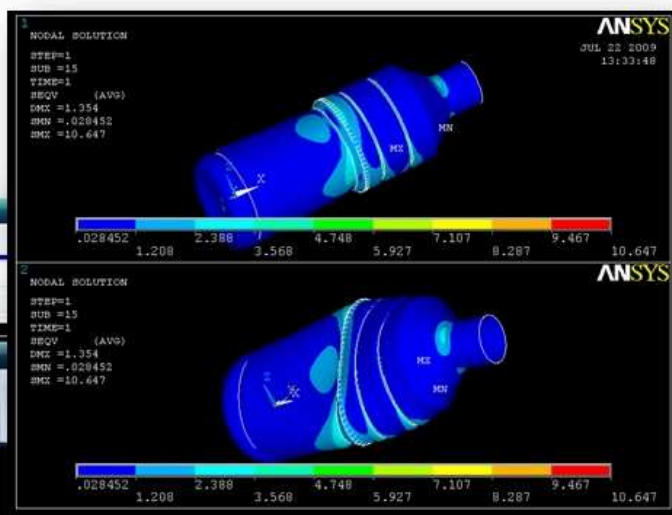 1
NODAL SOLUTION
STEP=1
SUB =15
TIME=1
SEQV (AVG)
DMX =1.354
SMN =.028452
SMX =10.647
ANSYS
JUL 22 2009
13:33:48
MN
MX
X
.028452 2.388 4.748 7.107 9.467
1.208 3.568 5.927 8.287 10.647
2
NODAL SOLUTION
STEP=1
SUB =15
TIME=1
SEQV (AVG)
DMX =1.354
SMN =.028452
SMX =10.647
ANSYS
MX
MN
X
.028452 2.388 4.748 7.107 9.467
1.208 3.568 5.927 8.287 10.647